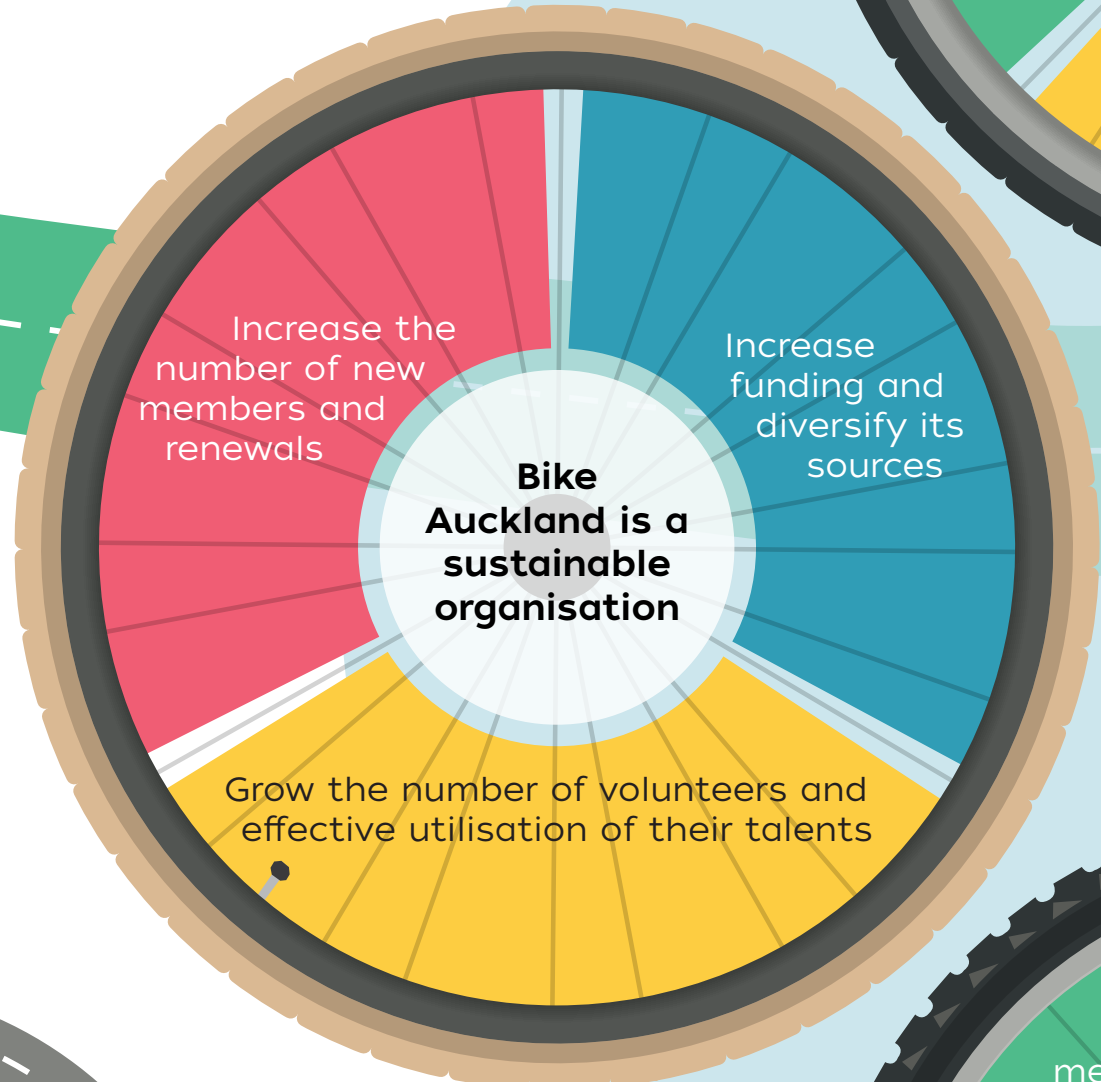 Increase the
number of new
members and
renewals
Increase
funding and
diversify its
sources
Bike
Auckland is a
sustainable
organisation
Grow the number of volunteers and
effective utilisation of their talents